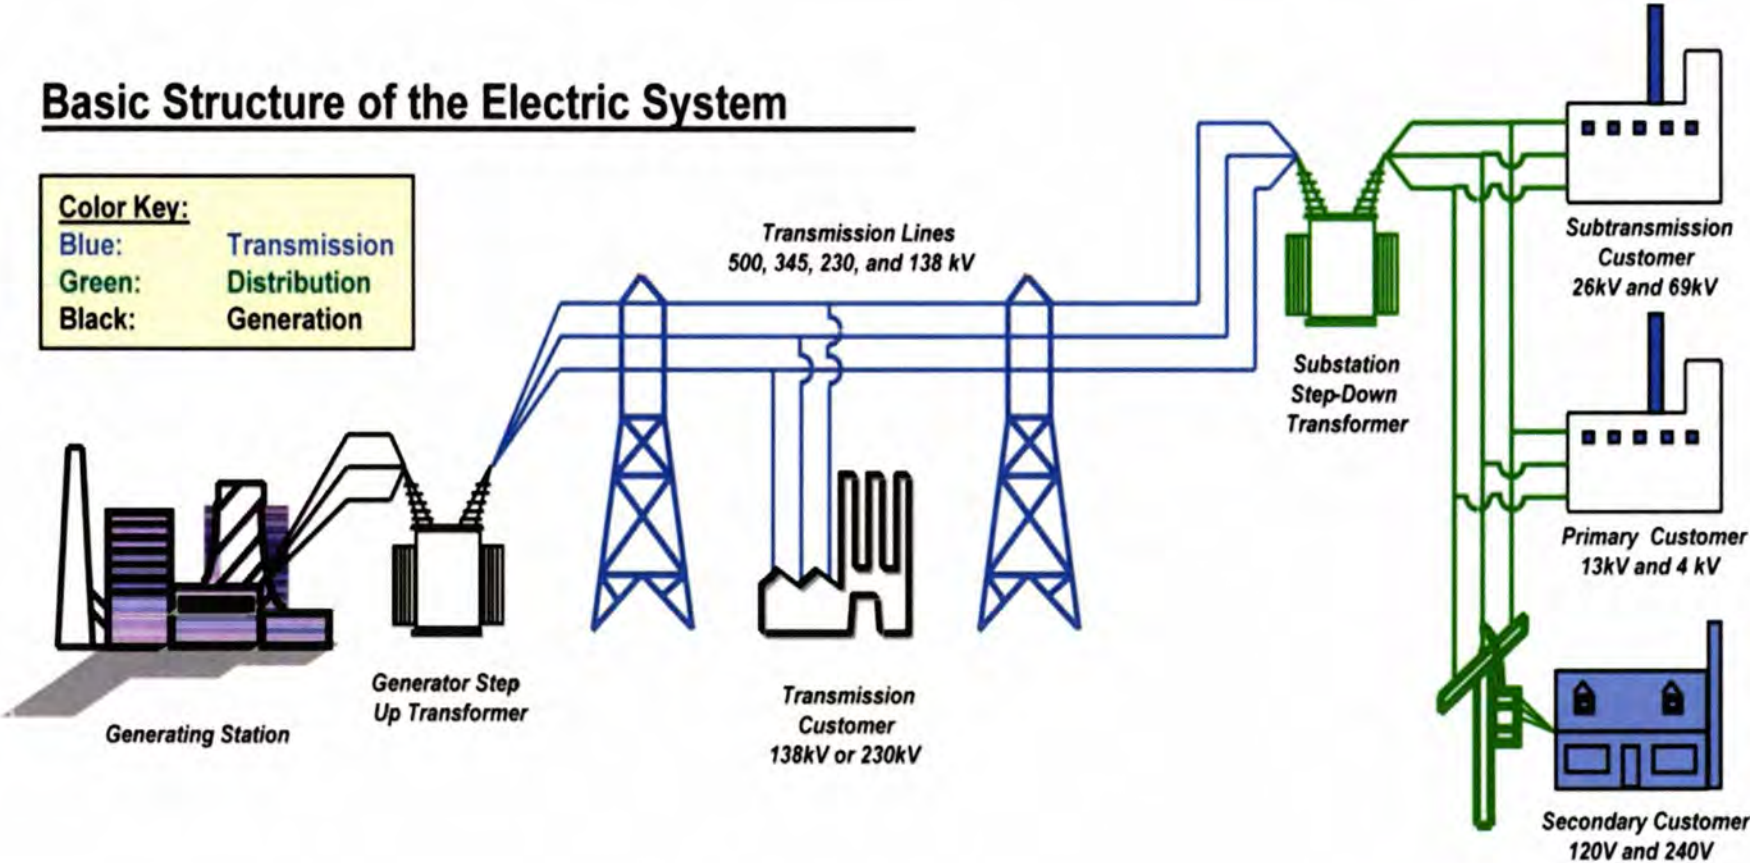 Basic Structure of the Electric System
Color Key:
Blue: Transmission
Green: Distribution
Black: Generation
Transmission Lines
500, 345, 230, and 138 kV
Subtransmission
Customer
26kV and 69kV
Substation
Step-Down
Transformer
Primary Customer
13kV and 4 kV
Generator Step
Up Transformer
Transmission
Customer
138kV or 230kV
Generating Station
Secondary Customer
120V and 240V